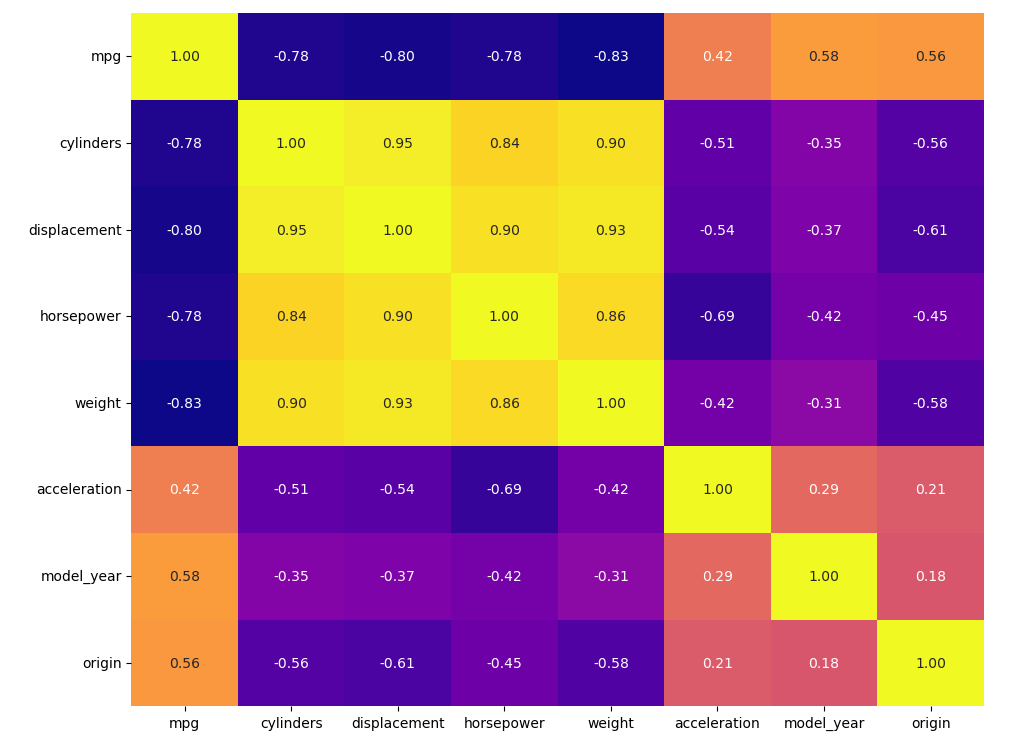 mpg 1.00 -0.78 -0.80 -0.78 -0.83 0.42 0.58 0.56
cylinders -0.78 1.00 0.95 0.84 0.90 -0.51 -0.35 -0.56
displacement -0.80 0.95 1.00 0.90 0.93 -0.54 -0.37 -0.61
horsepower -0.78 0.84 0.90 1.00 0.86 -0.69 -0.42 -0.45
weight -0.83 0.90 0.93 0.86 1.00 -0.42 -0.31 -0.58
acceleration 0.42 -0.51 -0.54 -0.69 -0.42 1.00 0.29 0.21
model_year 0.58 -0.35 -0.37 -0.42 -0.31 0.29 1.00 0.18
origin 0.56 -0.56 -0.61 -0.45 -0.58 0.21 0.18 1.00
mpg cylinders displacement horsepower weight acceleration model_year origin